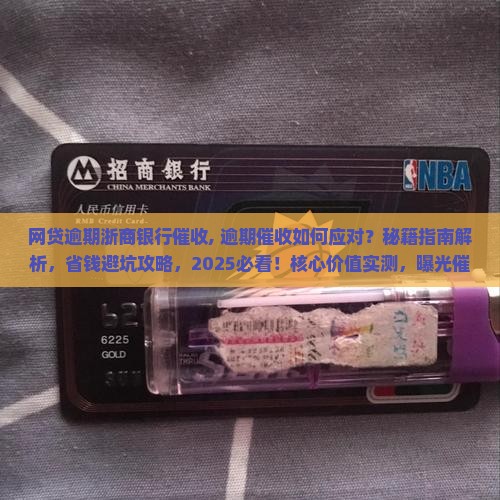 招商银行
CHINA MERCHANTS BANK
NBA
人民币信用卡
RMB Credit Card
网贷逾期浙商银行催收, 逾期催收如何应对？秘籍指南解
析，省钱避坑攻略，2025必看！核心价值实测，曝光催
6225
GOLD
THRU